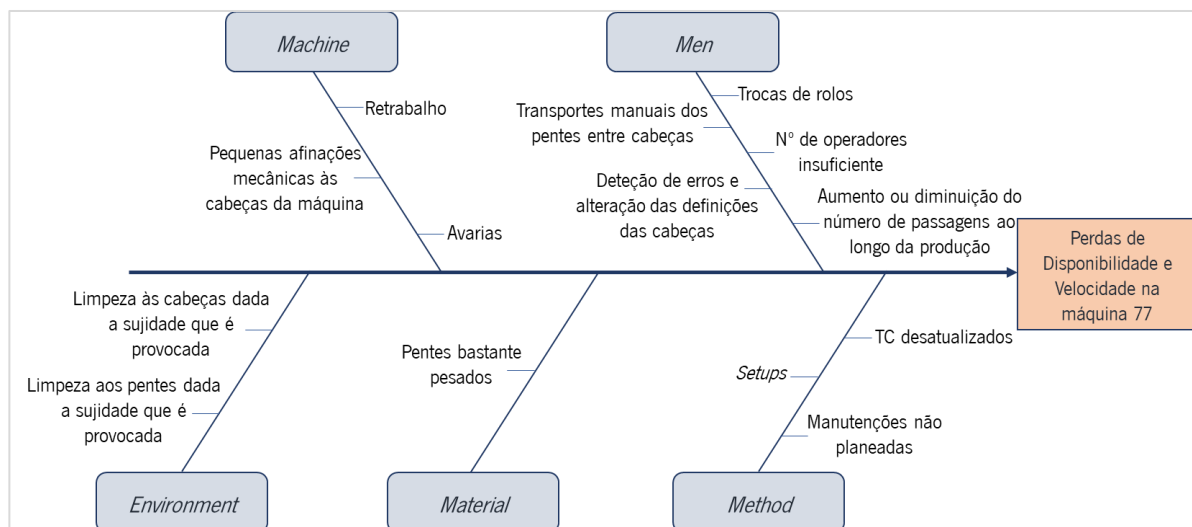 Machine
Men
Retrabalho
Pequenas afinações
mecânicas às
cabeças da máquina
Avarias
Trocas de rolos
Transportes manuais dos
pentes entre cabeças
Nº de operadores
insuficiente
Deteção de erros e
alteração das definições
das cabeças
Aumento ou diminuição do
número de passagens ao
longo da produção
Perdas de
Disponibilidade e
Velocidade na
máquina 77
Limpeza às cabeças dada
a sujidade que é
provocada
Limpeza aos pentes dada
a sujidade que é
provocada
Pentes bastante
pesados
TC desatualizados
Setups
Manutenções não
planeadas
Environment
Material
Method